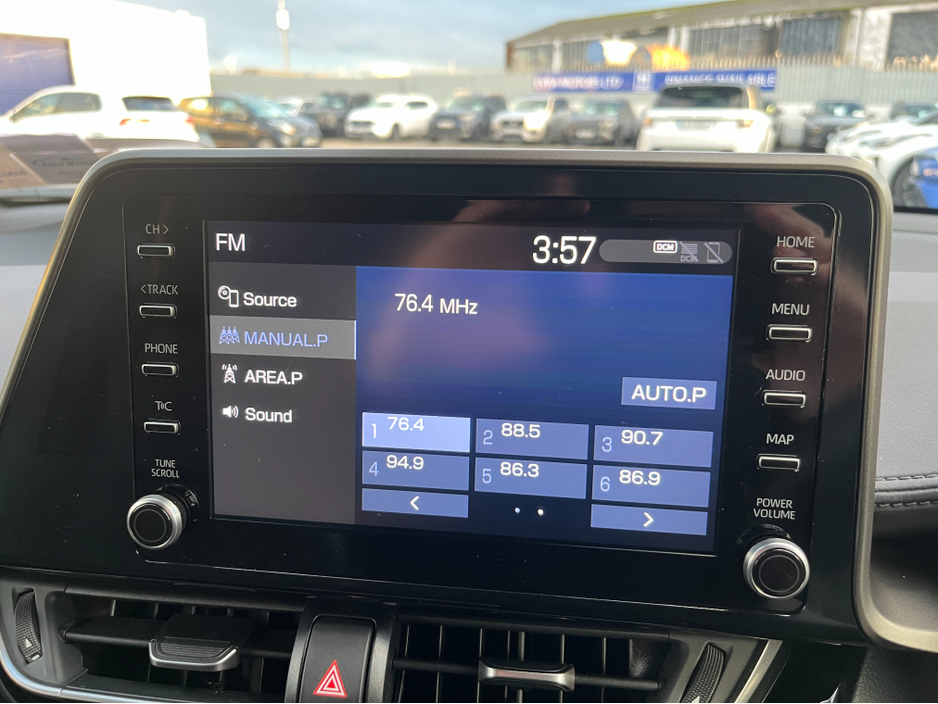 FINANCE AVAILABLE
CH >
< TRACK
PHONE
TSC
TUNE
SCROLL
FM
3:57
DCM
DCM
Source
MANUAL.P
AREA.P
Sound
76.4 MHz
AUTO.P
1 76.4
2 88.5
3 90.7
4 94.9
5 86.3
6 86.9
<
>
HOME
MENU
AUDIO
MAP
POWER
VOLUME